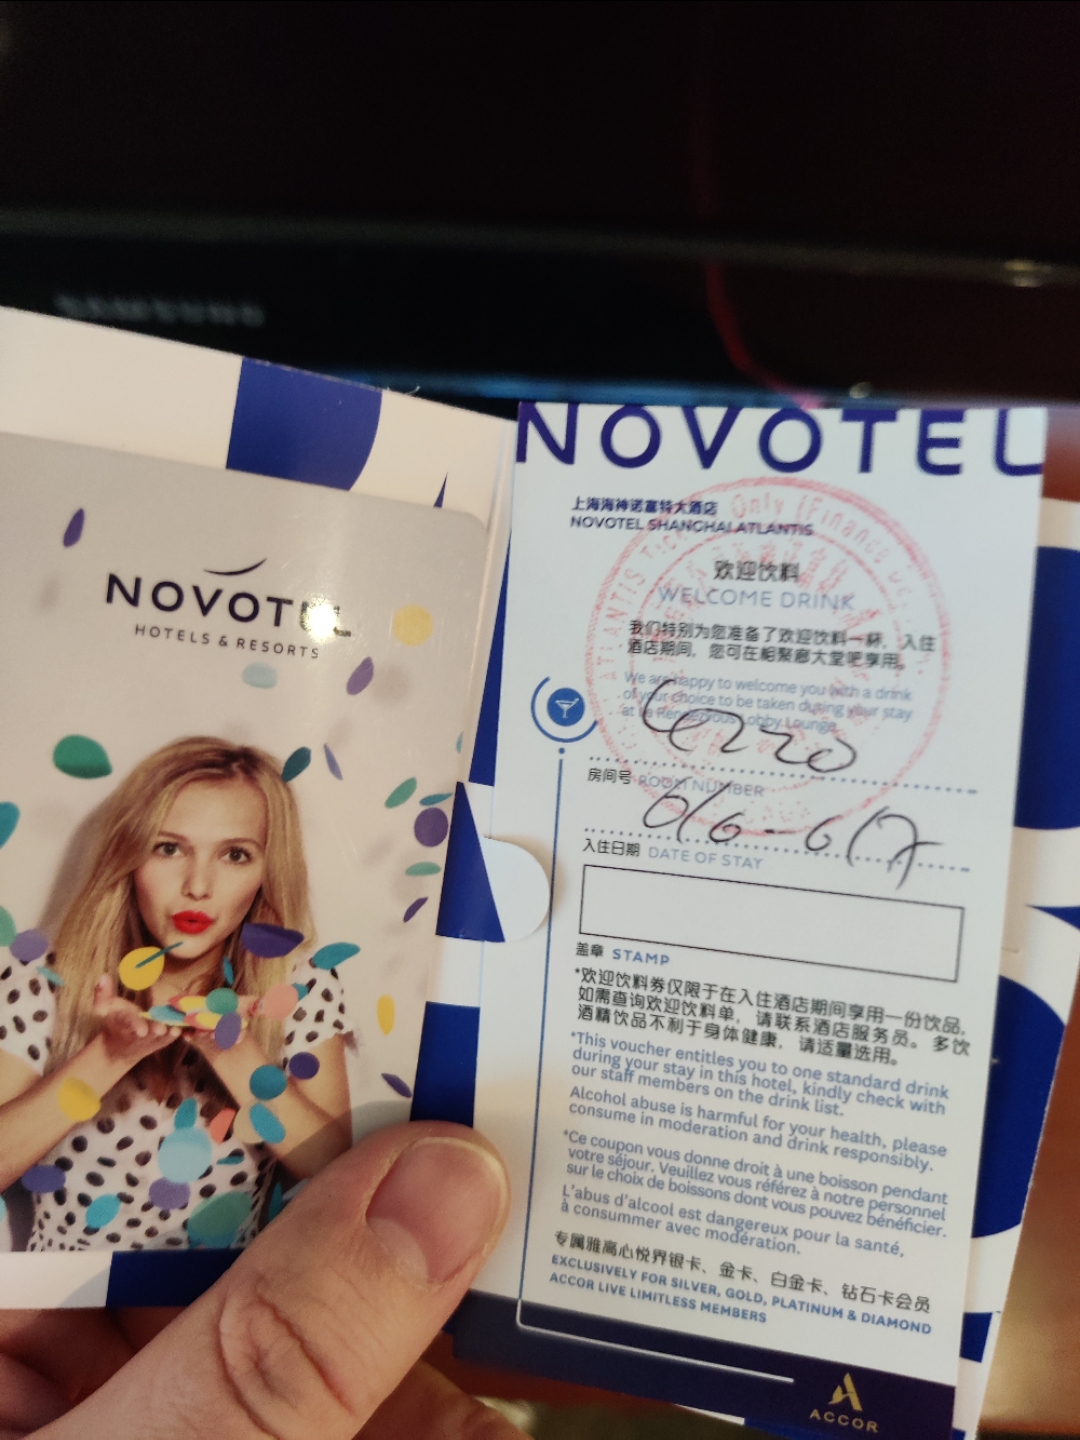 SAMSUNG
NOVOTEL
HOTELS & RESORTS
NOVOTEL
上海海神诺富特大酒店
NOVOTEL SHANGHAI ATLANTIS
欢迎饮料
WELCOME DRINK
我们特别为您准备了欢迎饮料一杯，入住
酒店期间，您可在相聚廊大堂吧享用。
We are happy to welcome you with a drink
of your choice to be taken during your stay
at Le Rendezvous Lobby Lounge
房间号 ROOM NUMBER
6/6-6/7
入住日期 DATE OF STAY
盖章 STAMP
*欢迎饮料券仅限于在入住酒店期间享用一份饮品，
如需查询欢迎饮料单，请联系酒店服务员。多饮
酒精饮品不利于身体健康，请适量选用。
*This voucher entitles you to one standard drink
during your stay in this hotel, kindly check with
our staff members on the drink list.
Alcohol abuse is harmful for your health, please
consume in moderation and drink responsibly.
*Ce coupon vous donne droit à une boisson pendant
votre séjour. Veuillez vous référez à notre personnel
sur le choix de boissons dont vous pouvez bénéficier.
L'abus d'alcool est dangereux pour la santé,
à consummer avec modération.
专属雅高心悦界银卡、金卡、白金卡、钻石卡会员
EXCLUSIVELY FOR SILVER, GOLD, PLATINUM & DIAMOND
ACCOR LIVE LIMITLESS MEMBERS
ACCOR